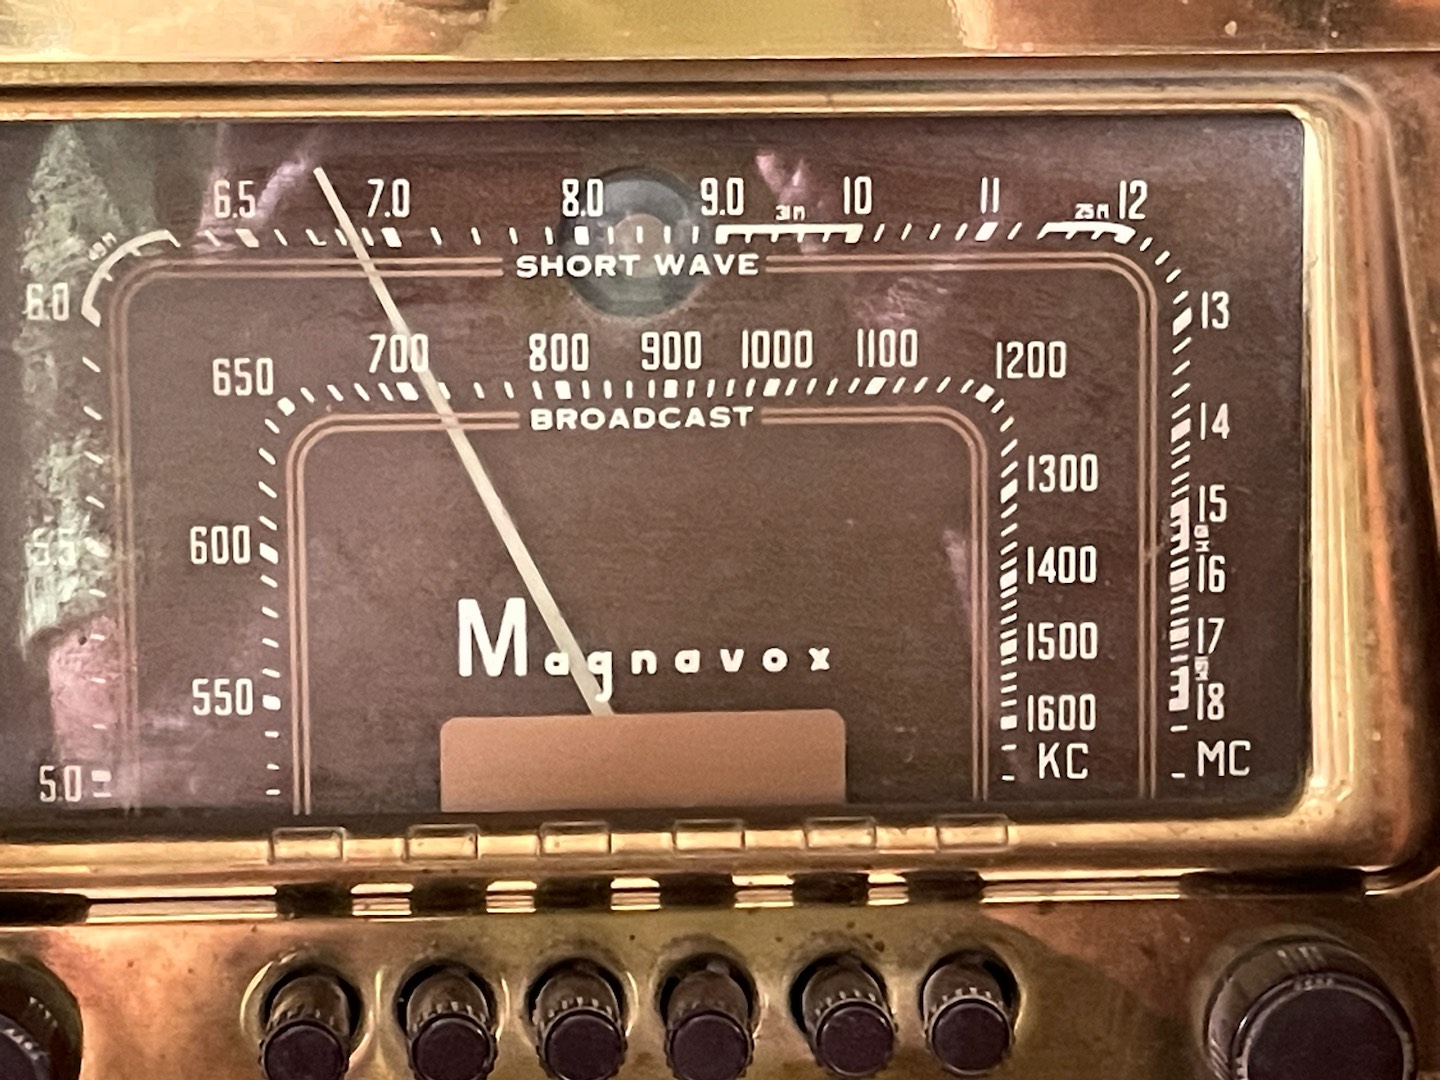 6.5 7.0 8.0 9.0 31M 10 11 25M 12
49M
SHORT WAVE
6.0 13
700 800 900 1000 1100
650 1200
BROADCAST
14
1300
15
600 5.5 1400 16
Magnavox 1500 17
550 1600 18
5.0 KC MC